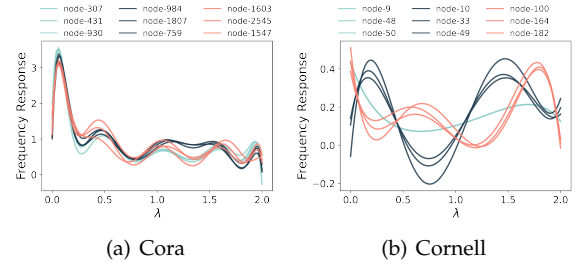 node-307 node-984 node-1603
node-431 node-1807 node-2545
node-930 node-759 node-1547
Frequency Response
3
2
1
0
0.0 0.5 1.0 1.5 2.0
λ
(a) Cora
node-9 node-10 node-100
node-48 node-33 node-164
node-50 node-49 node-182
Frequency Response
0.4
0.2
0.0
−0.2
0.0 0.5 1.0 1.5 2.0
λ
(b) Cornell